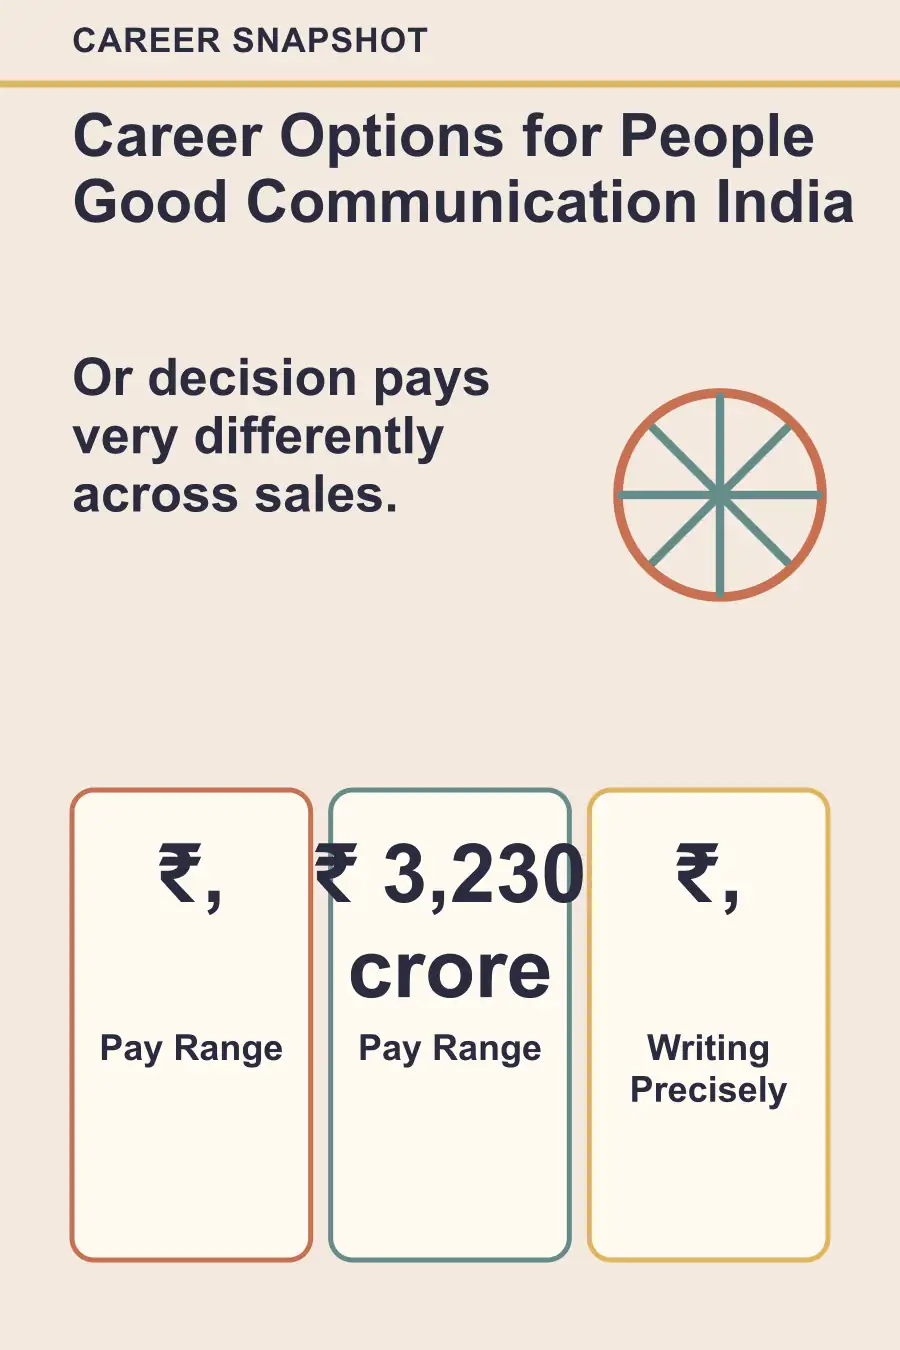 CAREER SNAPSHOT
Career Options for People
Good Communication India
Or decision pays
very differently
across sales.
₹,
Pay Range
₹ 3,230
crore
Pay Range
₹,
Writing
Precisely